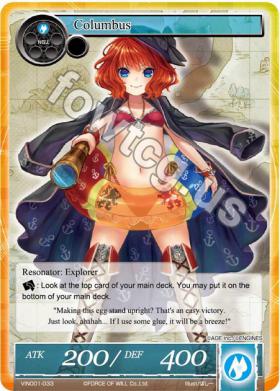 Columbus
WILL
forcetcgplus
Resonator: Explorer
: Look at the top card of your main deck. You may put it on the
bottom of your main deck.
"Making this egg stand upright? That's an easy victory.
Just look, ahahah... If I use some glue, it will be a breeze!"
ATK 200/ DEF 400
VIN001-033 ©FORCE OF WILL Co.,Ltd.